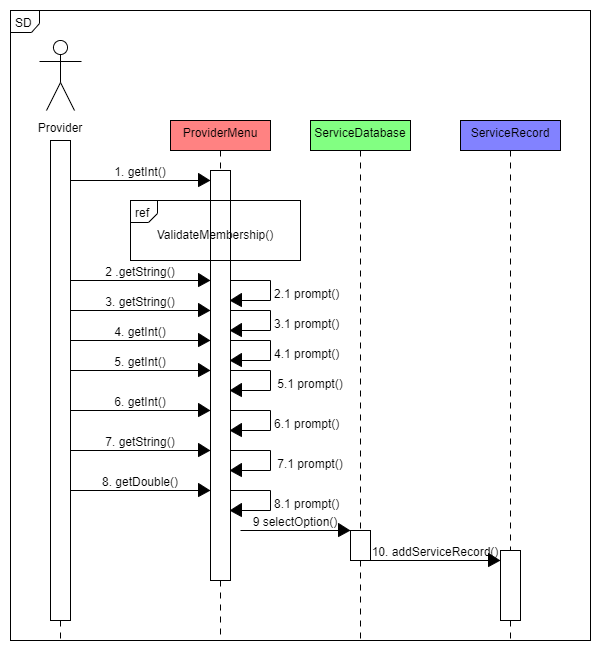 SD
Provider
ProviderMenu
ServiceDatabase
ServiceRecord
1. getInt()
ref
ValidateMembership()
2 .getString()
2.1 prompt()
3. getString()
3.1 prompt()
4. getInt()
4.1 prompt()
5. getInt()
5.1 prompt()
6. getInt()
6.1 prompt()
7. getString()
7.1 prompt()
8. getDouble()
8.1 prompt()
9 selectOption()
10. addServiceRecord()